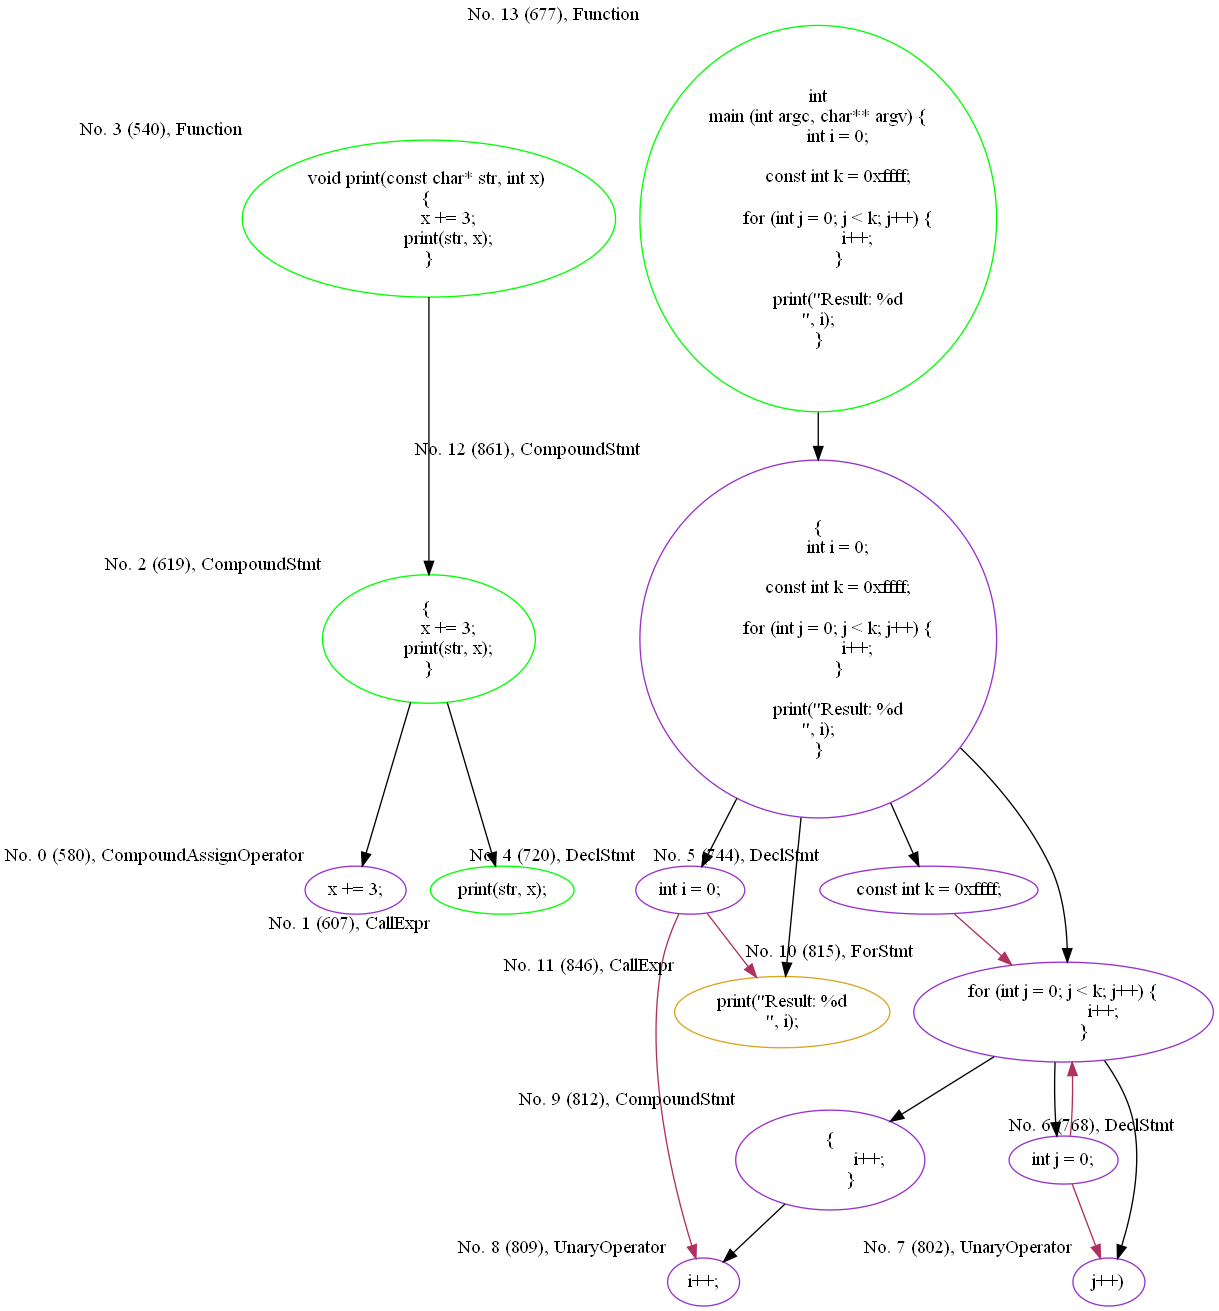 No. 13 (677), Function
int
main (int argc, char** argv) {
int i = 0;
const int k = 0xffff;
for (int j = 0; j < k; j++) {
i++;
}
print("Result: %d
", i);
}
No. 3 (540), Function
void print(const char* str, int x)
{
x += 3;
print(str, x);
}
No. 12 (861), CompoundStmt
{
int i = 0;
const int k = 0xffff;
for (int j = 0; j < k; j++) {
i++;
}
print("Result: %d
", i);
}
No. 2 (619), CompoundStmt
{
x += 3;
print(str, x);
}
No. 0 (580), CompoundAssignOperator
x += 3;
No. 1 (607), CallExpr
print(str, x);
No. 4 (720), DeclStmt
int i = 0;
No. 5 (744), DeclStmt
const int k = 0xffff;
No. 11 (846), CallExpr
print("Result: %d
", i);
No. 10 (815), ForStmt
for (int j = 0; j < k; j++) {
i++;
}
No. 9 (812), CompoundStmt
{
i++;
}
No. 6 (768), DeclStmt
int j = 0;
No. 8 (809), UnaryOperator
i++;
No. 7 (802), UnaryOperator
j++)